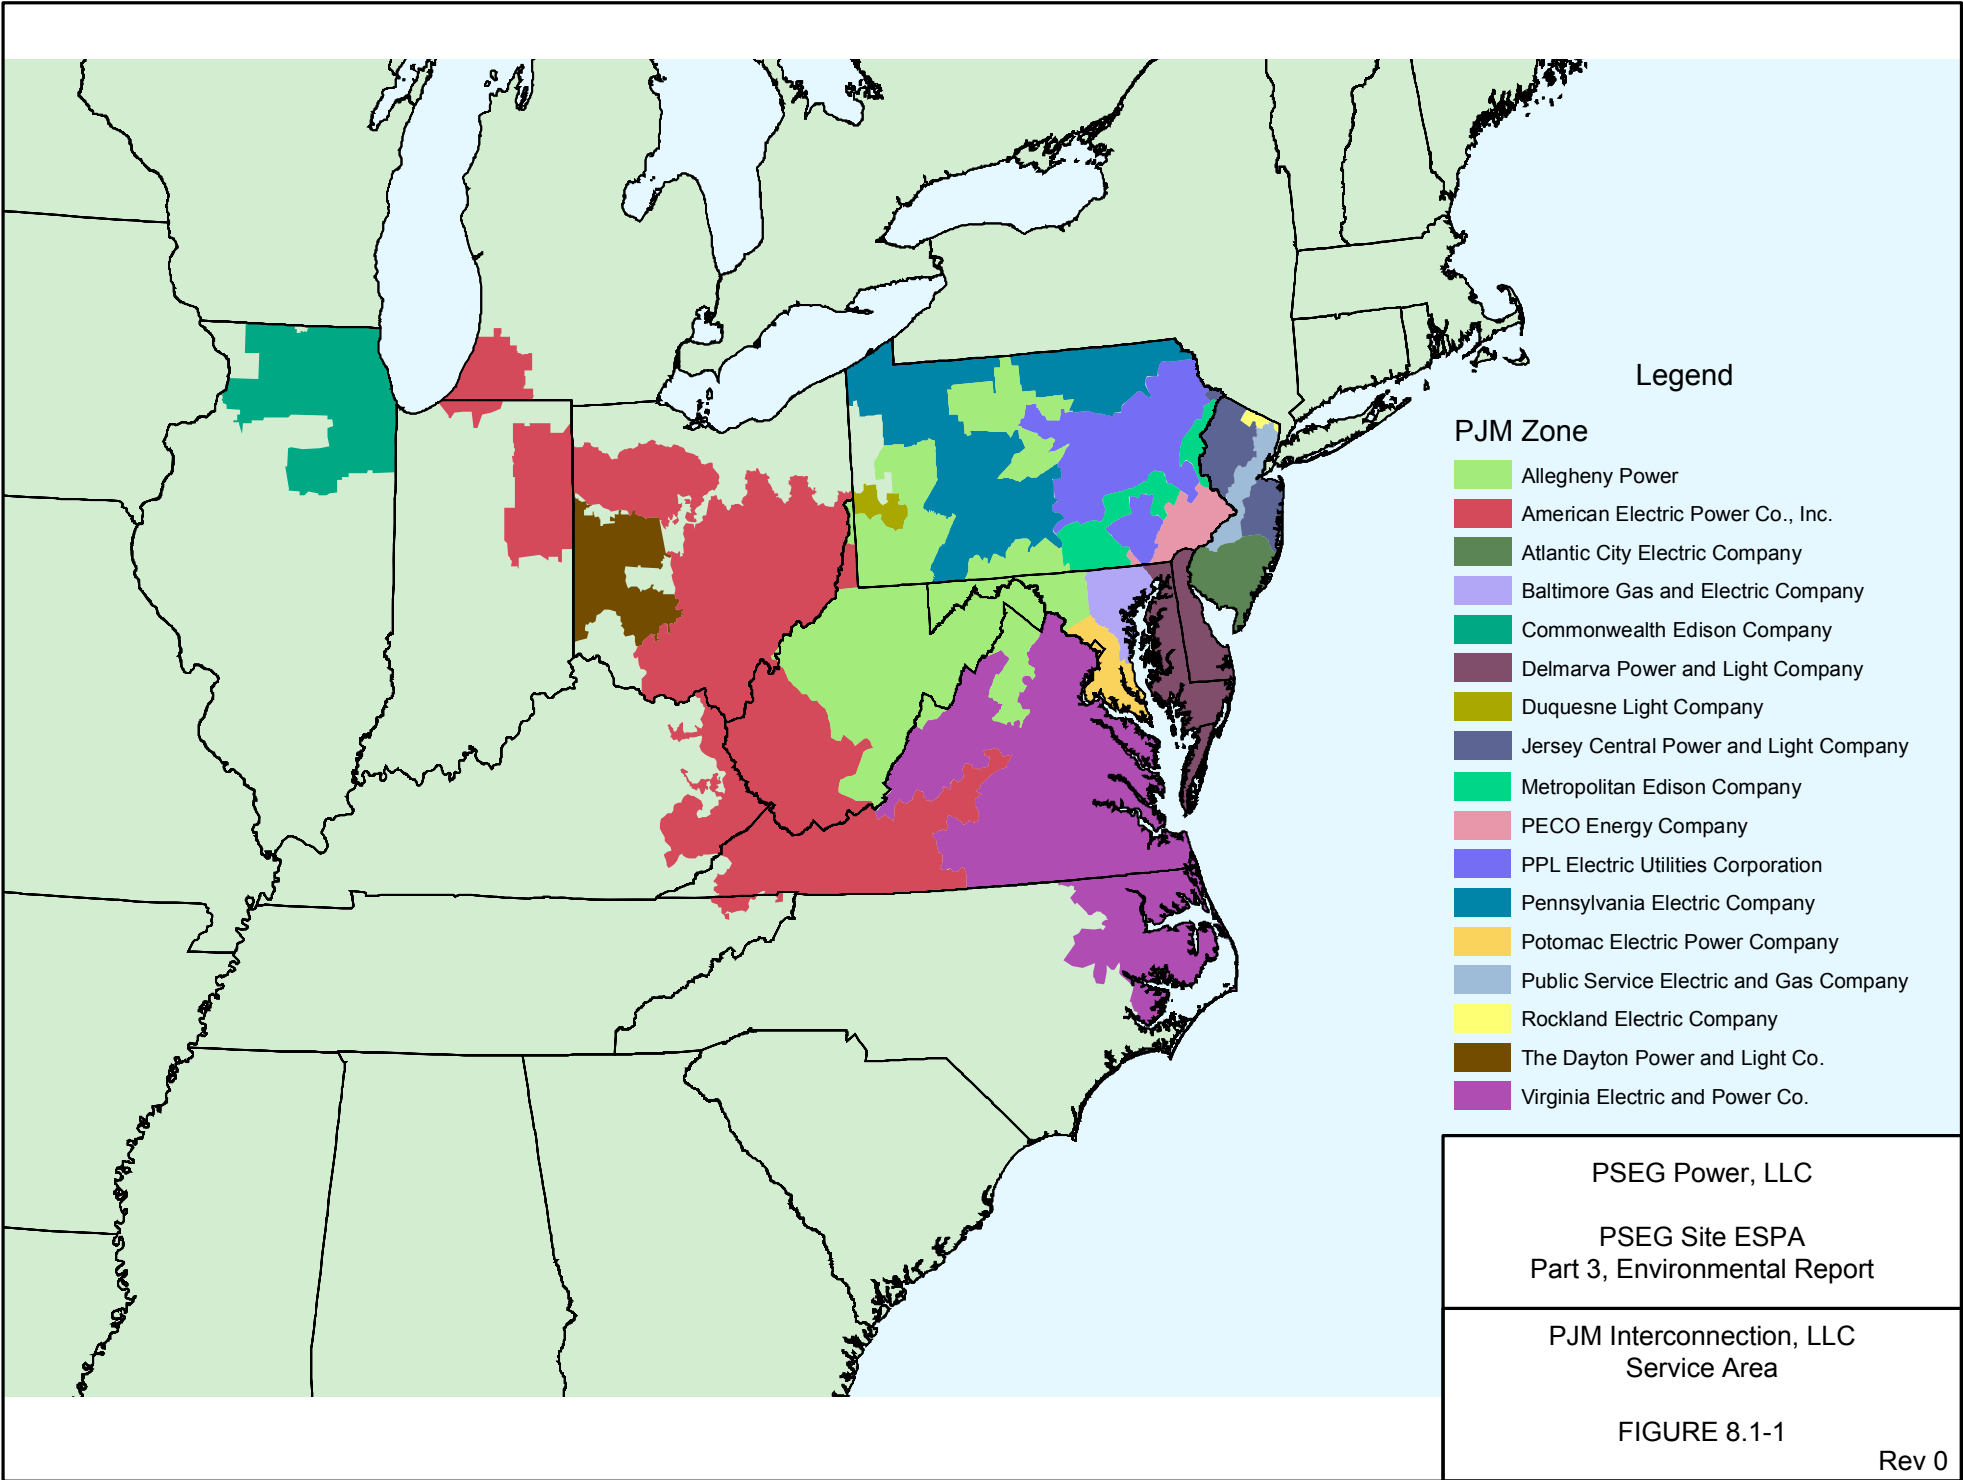 Legend
PJM Zone
Allegheny Power
American Electric Power Co., Inc.
Atlantic City Electric Company
Baltimore Gas and Electric Company
Commonwealth Edison Company
Delmarva Power and Light Company
Duquesne Light Company
Jersey Central Power and Light Company
Metropolitan Edison Company
PECO Energy Company
PPL Electric Utilities Corporation
Pennsylvania Electric Company
Potomac Electric Power Company
Public Service Electric and Gas Company
Rockland Electric Company
The Dayton Power and Light Co.
Virginia Electric and Power Co.
PSEG Power, LLC
PSEG Site ESPA
Part 3, Environmental Report
PJM Interconnection, LLC
Service Area
FIGURE 8.1-1
Rev 0